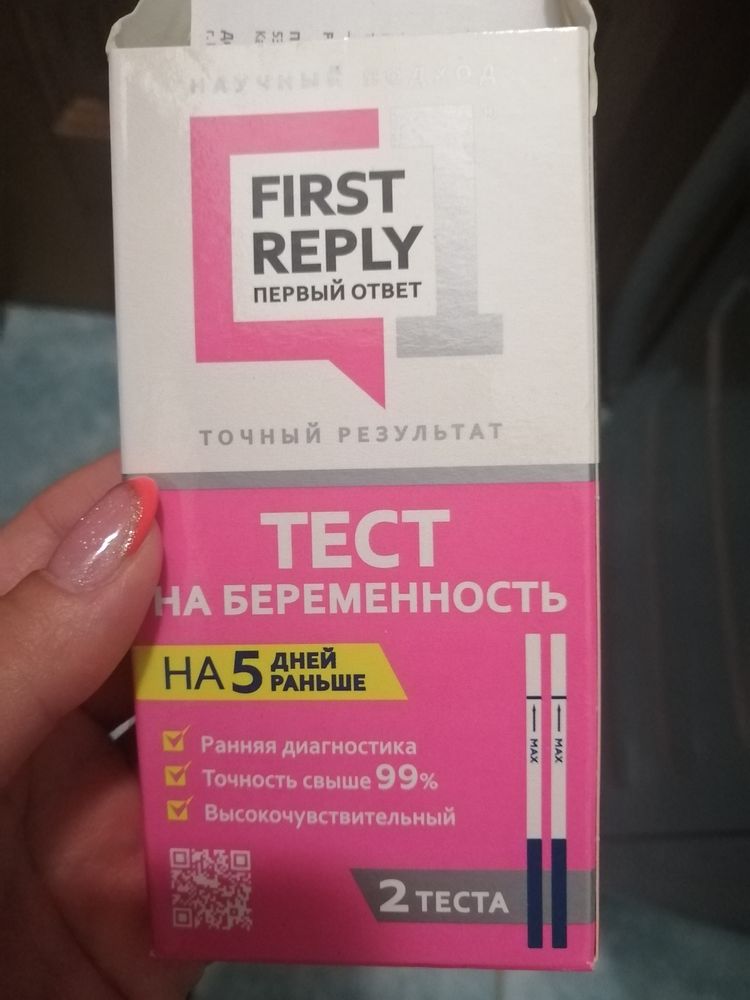 НАУЧНЫЙ ПОДХОД
1
FIRST
REPLY
ПЕРВЫЙ ОТВЕТ
ТОЧНЫЙ РЕЗУЛЬТАТ
ТЕСТ
НА БЕРЕМЕННОСТЬ
НА 5 ДНЕЙ
РАНЬШЕ
Ранняя диагностика
Точность свыше 99%
Высокочувствительный
MAX
MAX
2 ТЕСТА